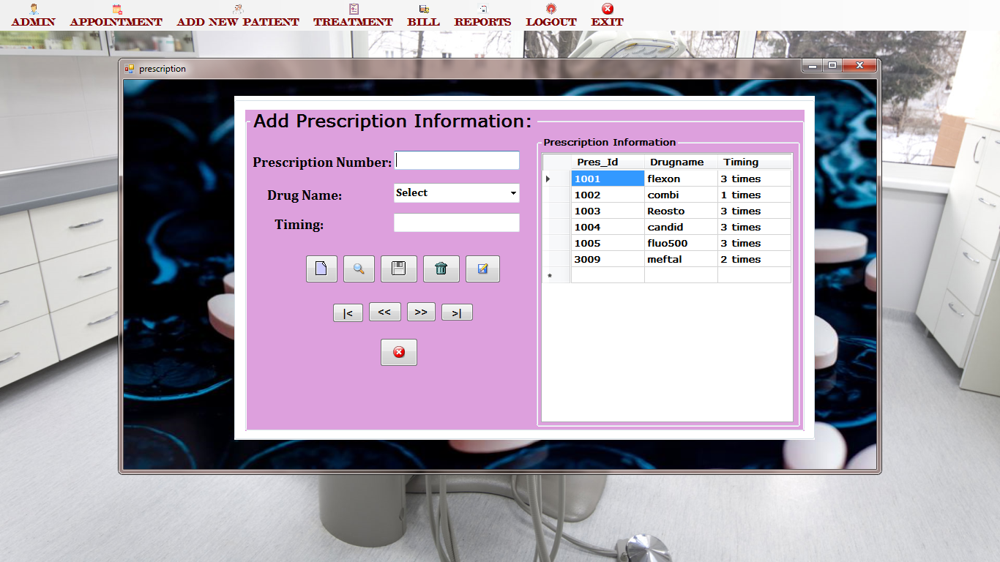 ADMIN APPOINTMENT ADD NEW PATIENT TREATMENT BILL REPORTS LOGOUT EXIT
prescription
Add Prescription Information:
Prescription Number:
Drug Name: Select
Timing:
|< << >> >|
Prescription Information
Pres_Id Drugname Timing
1001 flexon 3 times
1002 combi 1 times
1003 Reosto 3 times
1004 candid 3 times
1005 fluo500 3 times
3009 meftal 2 times
*